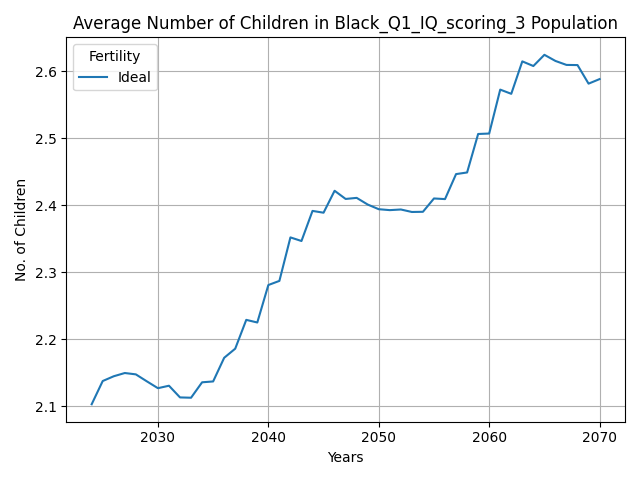 Average Number of Children in Black_Q1_IQ_scoring_3 Population
Fertility
Ideal
No. of Children
2.6
2.5
2.4
2.3
2.2
2.1
2030 2040 2050 2060 2070
Years